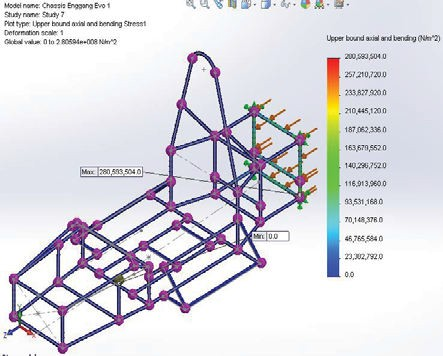 Model name: Chassis Enggang Evo 1
Study name: Study 7
Plot type: Upper bound axial and bending Stress1
Deformation scale: 1
Global value: 0 to 2.80594e+008 N/m^2
Upper bound axial and bending (N/m^2)
280,593,504.0
257,210,720.0
233,827,920.0
210,445,120.0
187,062,336.0
163,679,552.0
140,296,752.0
116,913,960.0
93,531,168.0
70,148,376.0
46,765,584.0
23,382,792.0
0.0
Max: 280,593,504.0
Min: 0.0
Z